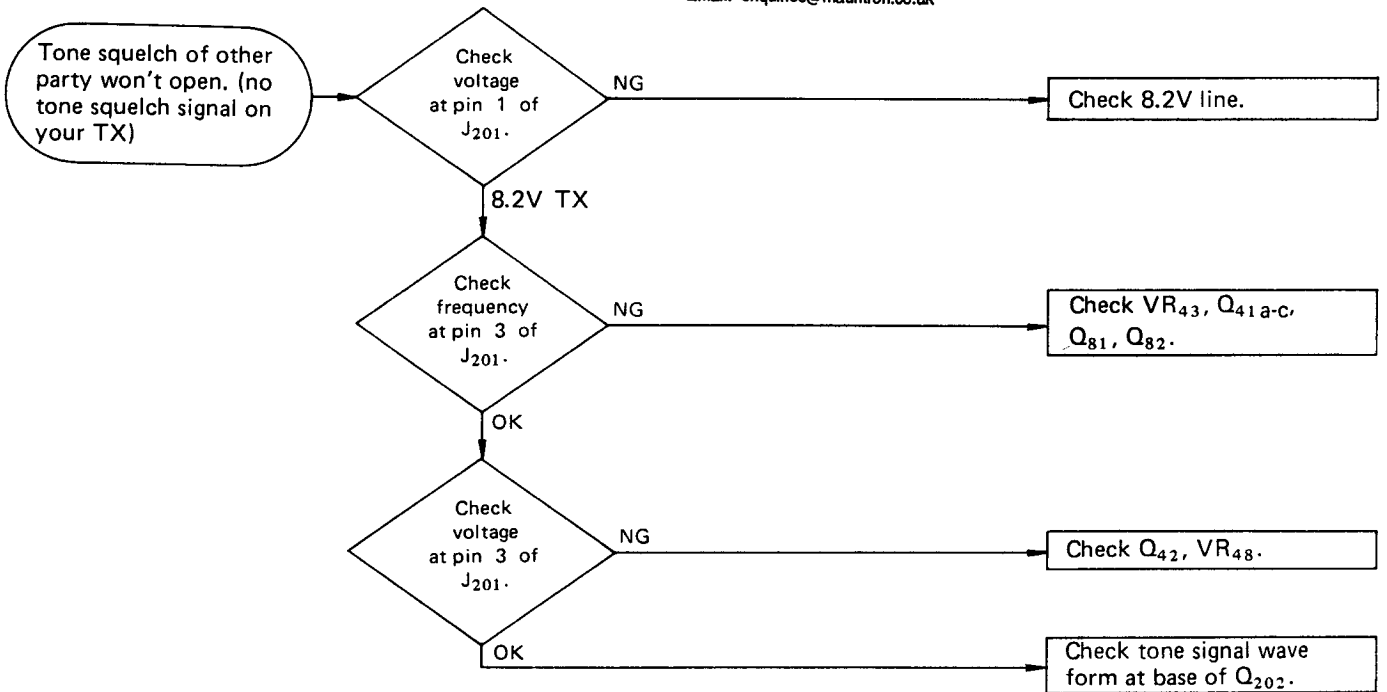 Tone squelch of other
party won't open. (no
tone squelch signal on
your TX)
Check
voltage
at pin 1 of
J201.
NG
Check 8.2V line.
8.2V TX
Check
frequency
at pin 3 of
J201.
NG
Check VR43, Q41a-c,
Q81, Q82.
OK
Check
voltage
at pin 3 of
J201.
NG
Check Q42, VR48.
OK
Check tone signal wave
form at base of Q202.